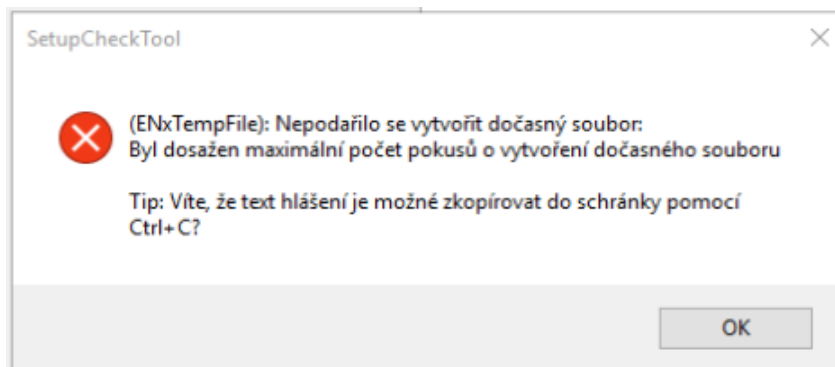 SetupCheckTool
(ENxTempFile): Nepodařilo se vytvořit dočasný soubor:
Byl dosažen maximální počet pokusů o vytvoření dočasného souboru
Tip: Víte, že text hlášení je možné zkopírovat do schránky pomocí
Ctrl+C?
OK